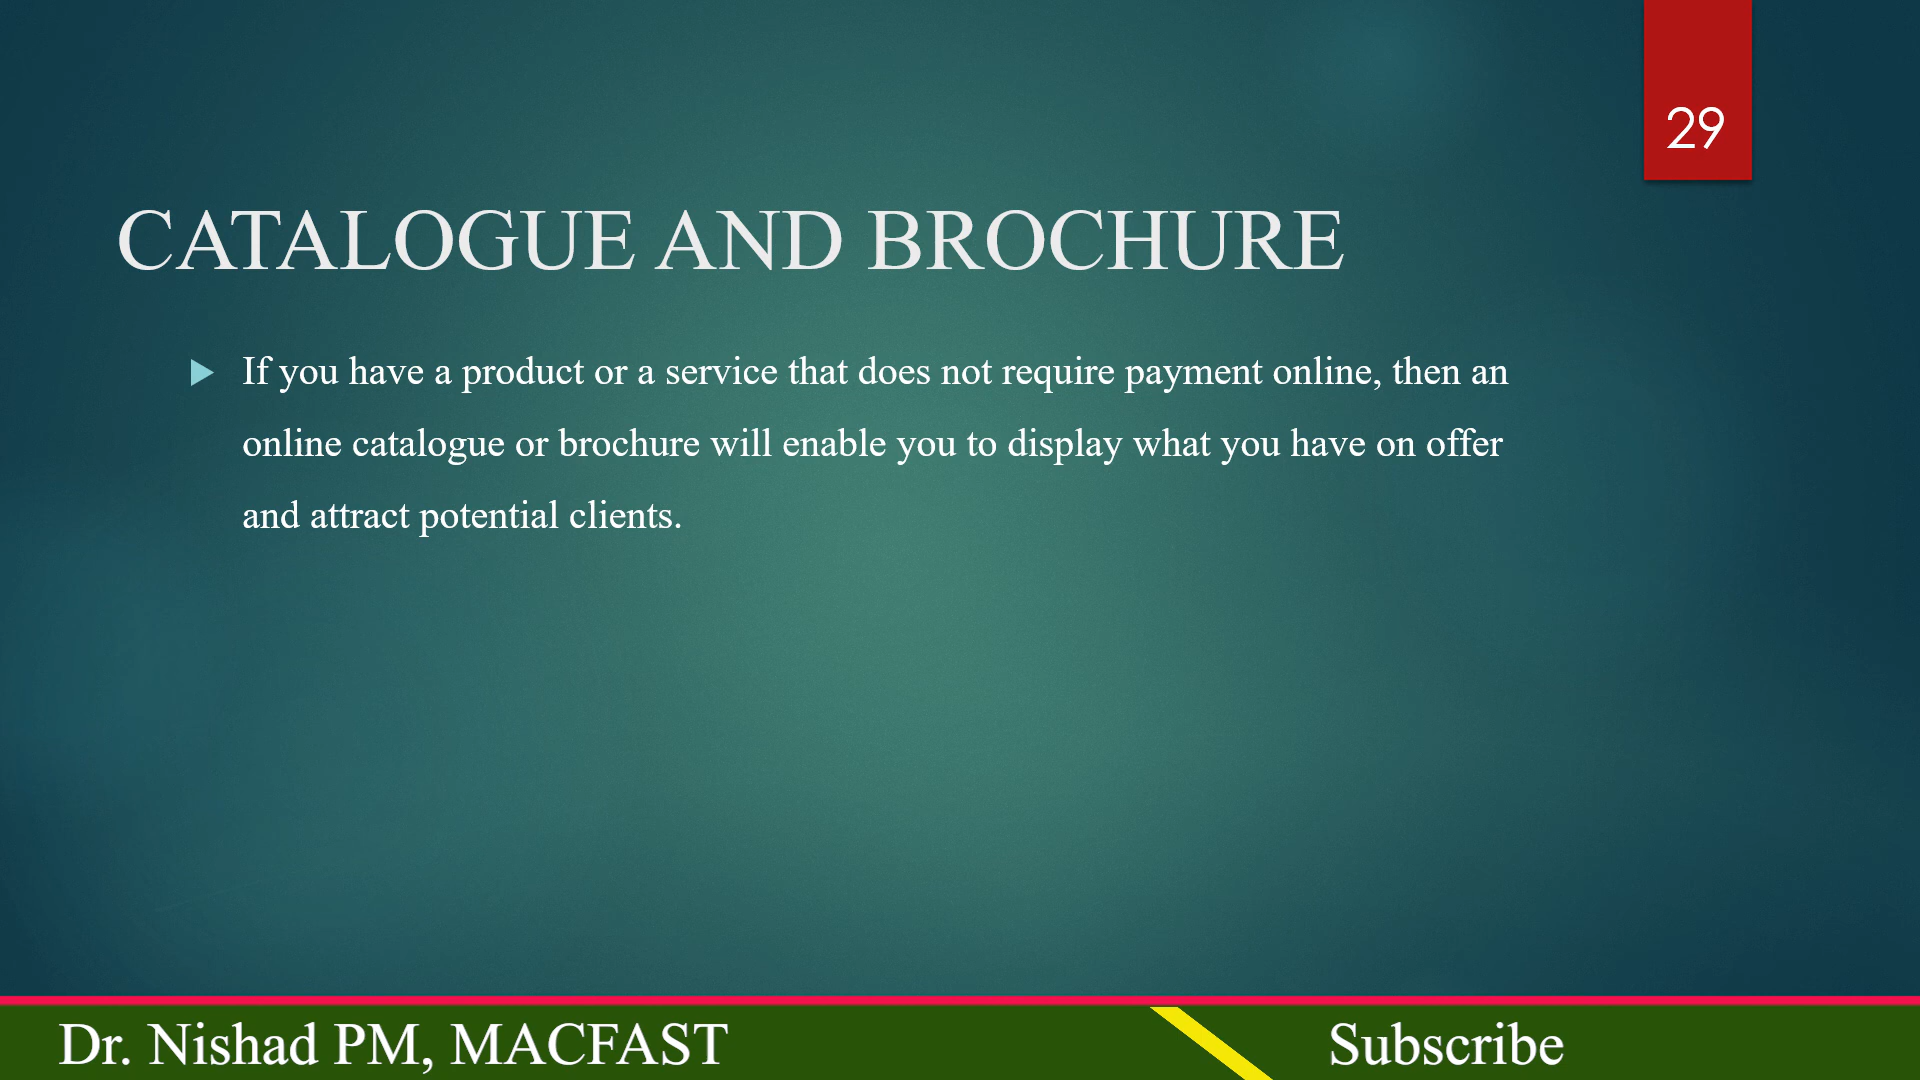 29
CATALOGUE AND BROCHURE
If you have a product or a service that does not require payment online, then an
online catalogue or brochure will enable you to display what you have on offer
and attract potential clients.
Dr. Nishad PM, MACFAST
Subscribe